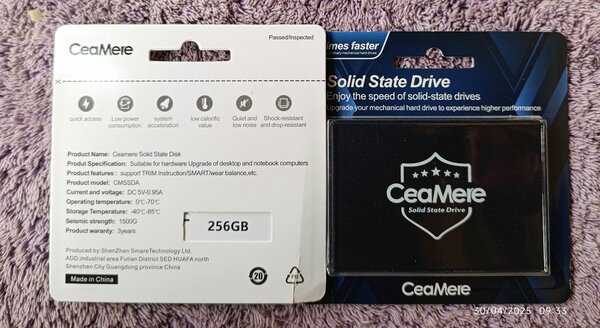 CeaMere
Passed/Inspected
quick access
Low power
consumption
system
acceleration
low calorific
value
Quiet and
low noise
Shock-resistant
and drop-resistant
Product Name: Ceamere Solid State Disk
Produt Specification: Suitable for hardware Upgrade of desktop and notebook computers
Product features : support TRIM Instruction/SMART/wear balance,etc.
Product model: CMSSDA
Current and voltage: DC 5V-0.95A
Operating temperature: 0℃-70℃
Storage Temperature: -40℃-85℃
Seismic strength: 1500G
Product warranty: 3years
256GB
Produced by:ShenZhen SmareTechnology Ltd.
ADD:industrial area Futian District SED HUAFA north
Shenzhen City Guangdong province China
Made in China
20
imes faster
Solid State Drive
Enjoy the speed of solid-state drives
Upgrade your mechanical hard drive to experience higher performance
CeaMere
Solid State Drive
CeaMere
30/04/2025 09:33